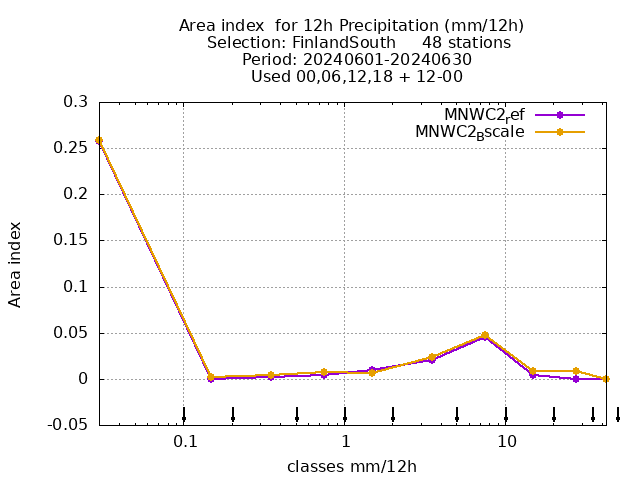 Area index  for 12h Precipitation (mm/12h)
Selection: FinlandSouth     48 stations
Period: 20240601-20240630
Used 00,06,12,18 + 12-00
MNWC2ref
MNWC2Bscale
0.3
0.25
0.2
0.15
0.1
0.05
0
-0.05
Area index
0.1
1
10
classes mm/12h